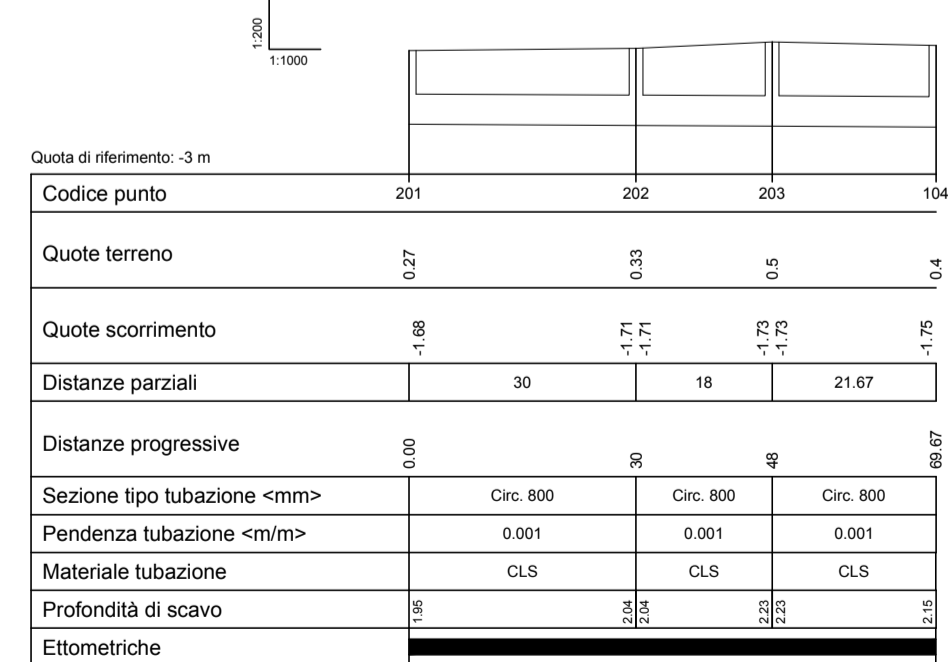 1:200
1:1000
Quota di riferimento: -3 m
Codice punto 201 202 203 104
Quote terreno 0.27 0.33 0.5 0.4
Quote scorrimento -1.68 -1.71 -1.71 -1.73 -1.73 -1.75
Distanze parziali 30 18 21.67
Distanze progressive 0.00 30 48 69.67
Sezione tipo tubazione <mm> Circ. 800 Circ. 800 Circ. 800
Pendenza tubazione <m/m> 0.001 0.001 0.001
Materiale tubazione CLS CLS CLS
Profondità di scavo 1.95 2.04 2.04 2.23 2.23 2.15
Ettometriche